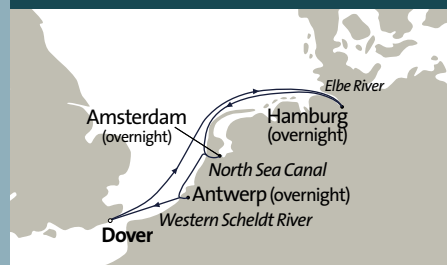 Elbe River
Amsterdam
(overnight)
Hamburg
(overnight)
North Sea Canal
Antwerp (overnight)
Western Scheldt River
Dover